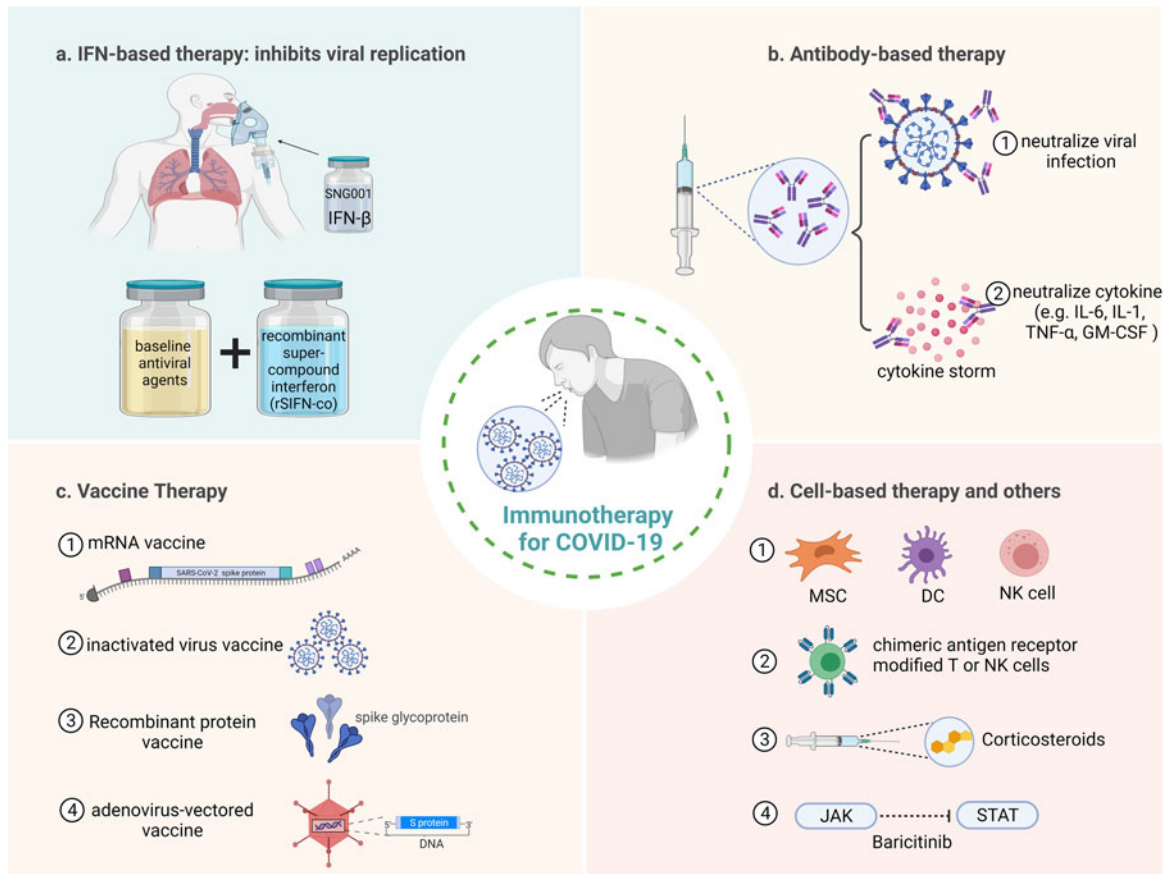 a. IFN-based therapy: inhibits viral replication
SNG001
IFN-β
baseline
antiviral
agents
+
recombinant
super-
compound
interferon
(rSIFN-co)
b. Antibody-based therapy
1 neutralize viral
infection
2 neutralize cytokine
(e.g. IL-6, IL-1,
TNF-α, GM-CSF )
cytokine storm
Immunotherapy
for COVID-19
c. Vaccine Therapy
1 mRNA vaccine
5' SARS-CoV-2 spike protein AAAA
2 inactivated virus vaccine
3 Recombinant protein
vaccine
spike glycoprotein
4 adenovirus-vectored
vaccine
5' S protein 3'
DNA
d. Cell-based therapy and others
1
MSC DC NK cell
2 chimeric antigen receptor
modified T or NK cells
3 Corticosteroids
4 JAK STAT
Baricitinib